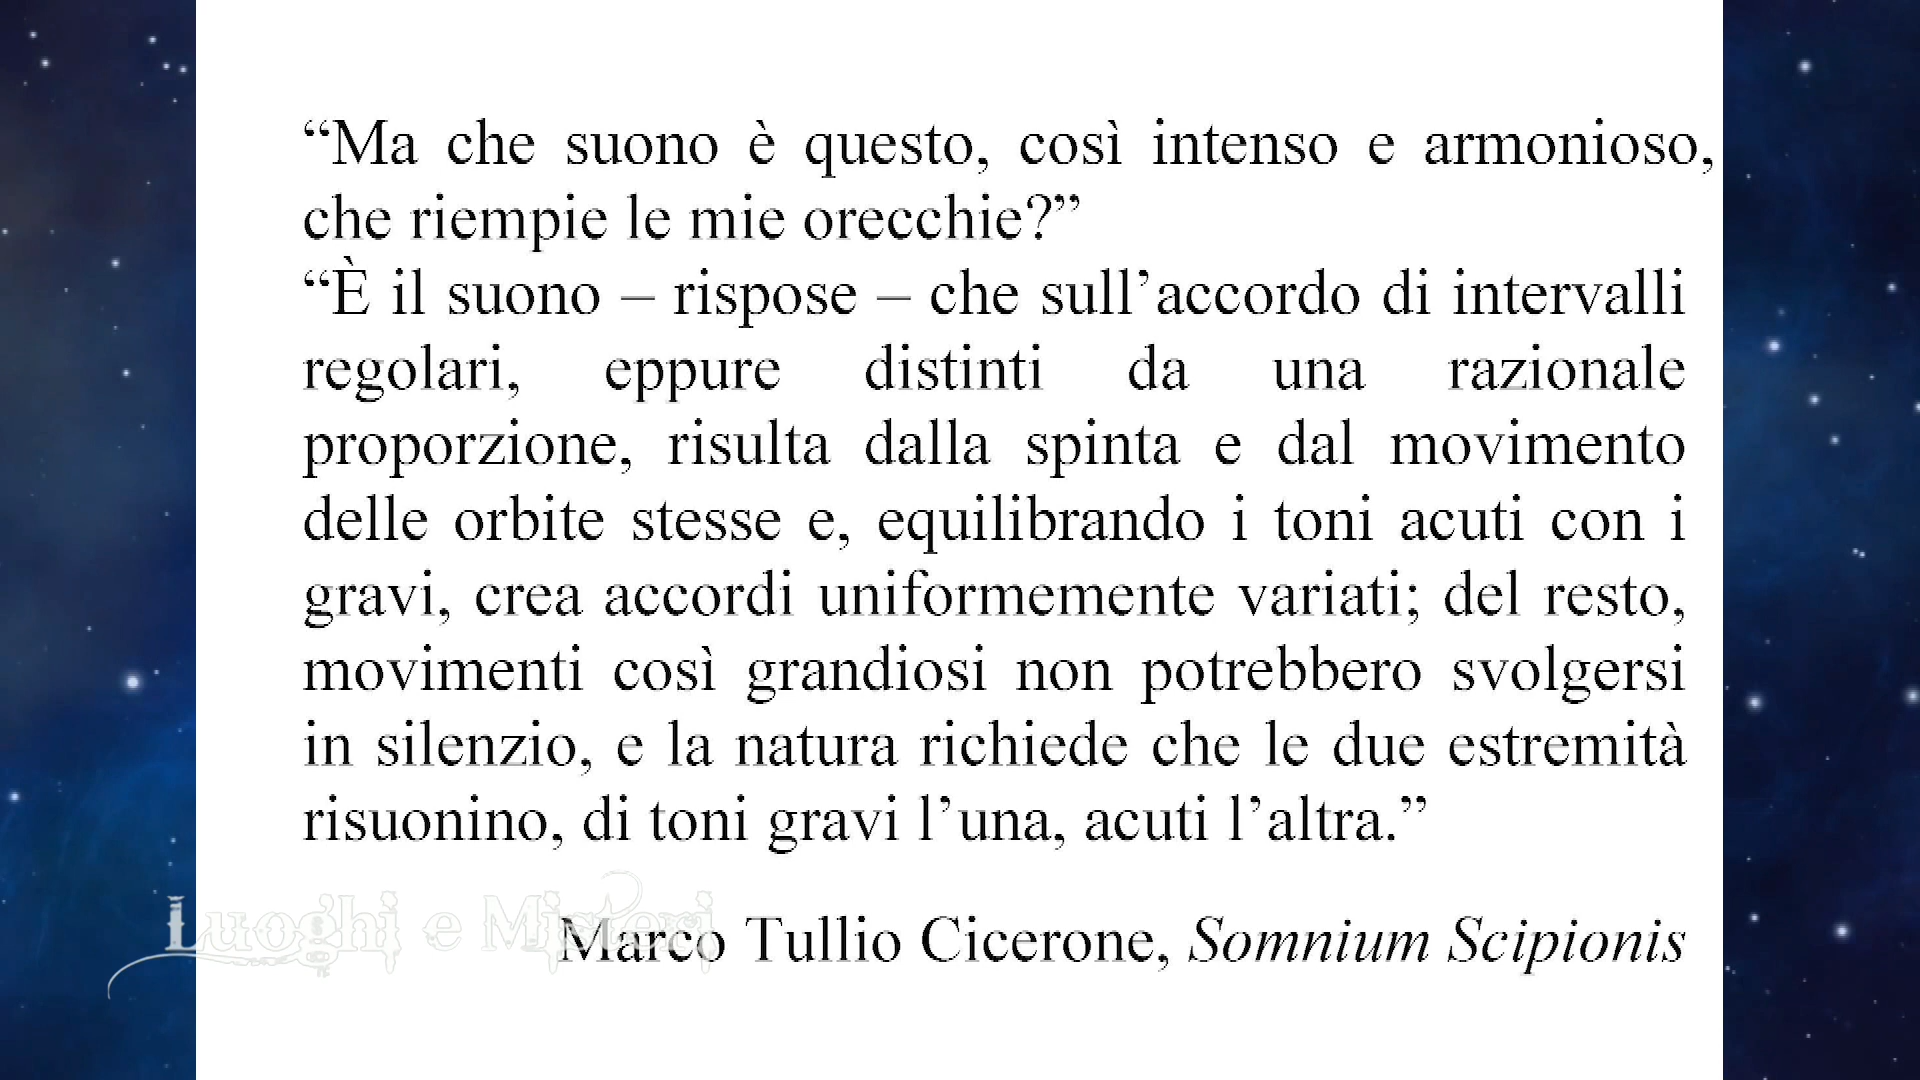 “Ma che suono è questo, così intenso e armonioso,
che riempie le mie orecchie?”
“È il suono – rispose – che sull’accordo di intervalli
regolari, eppure distinti da una razionale
proporzione, risulta dalla spinta e dal movimento
delle orbite stesse e, equilibrando i toni acuti con i
gravi, crea accordi uniformemente variati; del resto,
movimenti così grandiosi non potrebbero svolgersi
in silenzio, e la natura richiede che le due estremità
risuonino, di toni gravi l’una, acuti l’altra.”
Luoghi e Misteri
Marco Tullio Cicerone, Somnium Scipionis